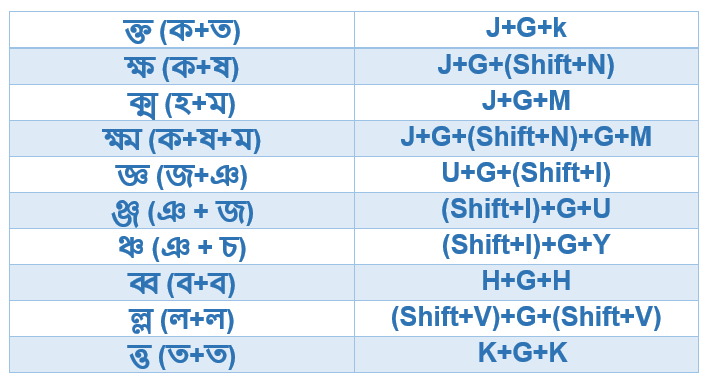 ক্ত (ক+ত) J+G+k
ক্ষ (ক+ষ) J+G+(Shift+N)
ক্ম (হ+ম) J+G+M
ক্ষ্ম (ক+ষ+ম) J+G+(Shift+N)+G+M
জ্ঞ (জ+ঞ) U+G+(Shift+I)
ঞ্জ (ঞ + জ) (Shift+I)+G+U
ঞ্চ (ঞ + চ) (Shift+I)+G+Y
ব্ব (ব+ব) H+G+H
ল্ল (ল+ল) (Shift+V)+G+(Shift+V)
ত্ত (ত+ত) K+G+K